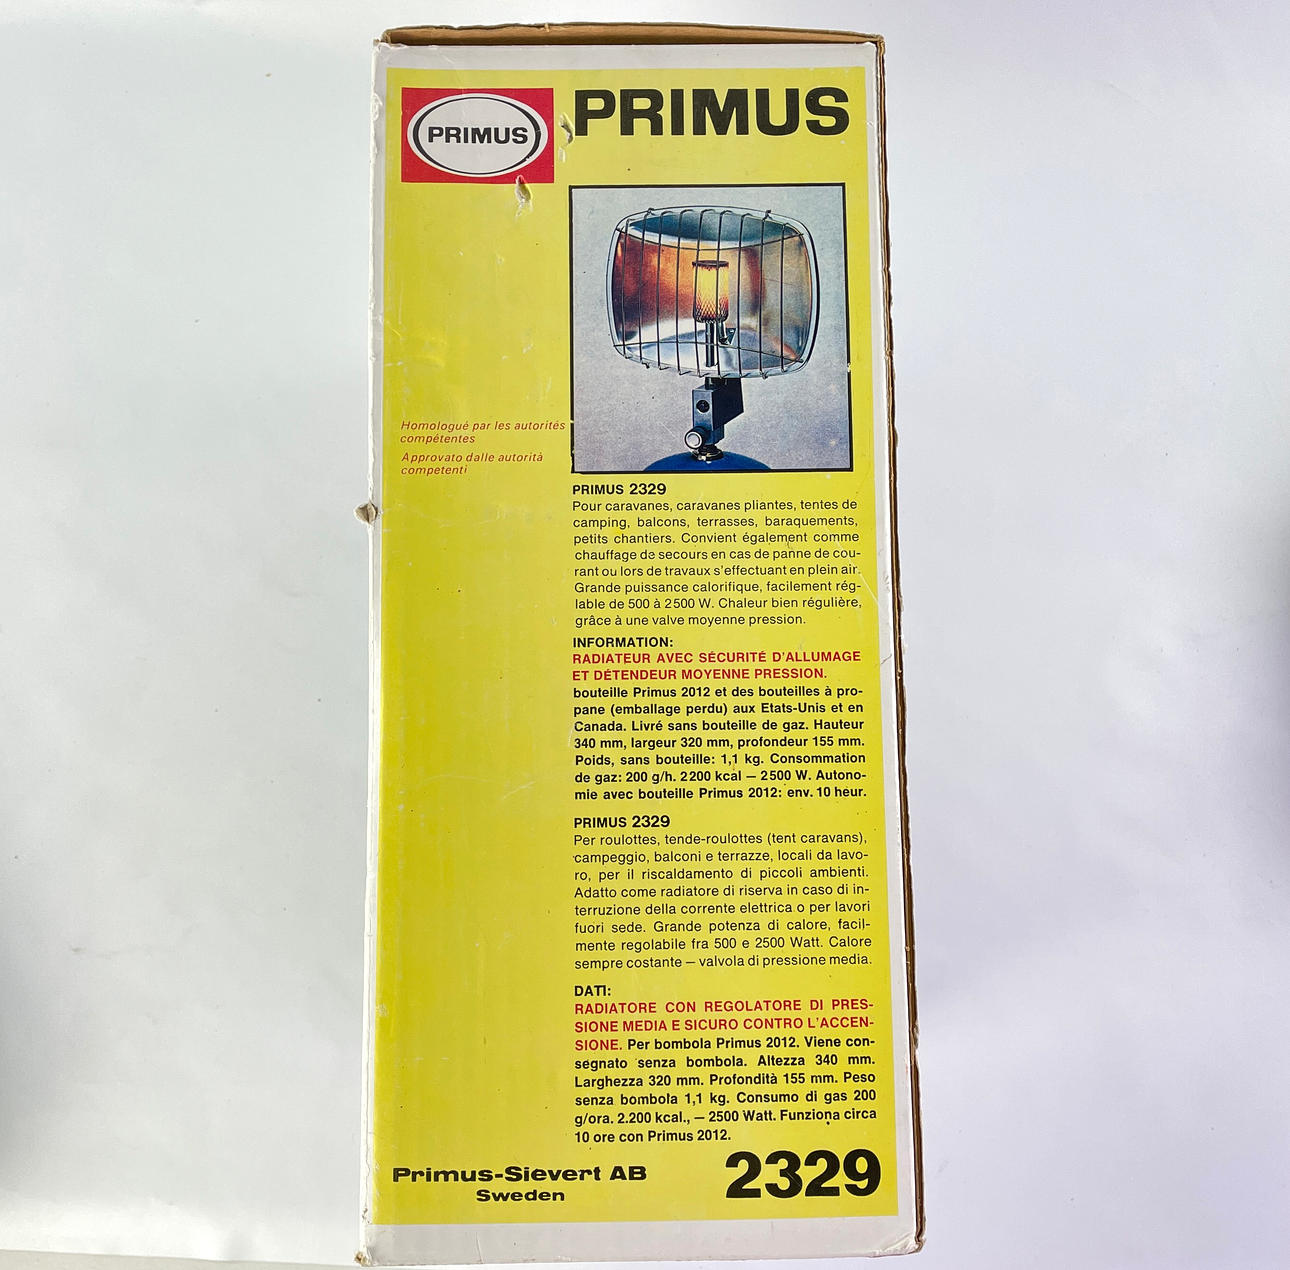 PRIMUS
PRIMUS
Homologué par les autorités
compétentes
Approvato dalle autorità
competenti
PRIMUS 2329
Pour caravanes, caravanes pliantes, tentes de
camping, balcons, terrasses, baraquements,
petits chantiers. Convient également comme
chauffage de secours en cas de panne de cou-
rant ou lors de travaux s'effectuant en plein air.
Grande puissance calorifique, facilement rég-
lable de 500 à 2500 W. Chaleur bien régulière,
grâce à une valve moyenne pression.
INFORMATION:
RADIATEUR AVEC SÉCURITÉ D'ALLUMAGE
ET DÉTENDEUR MOYENNE PRESSION.
bouteille Primus 2012 et des bouteilles à pro-
pane (emballage perdu) aux Etats-Unis et en
Canada. Livré sans bouteille de gaz. Hauteur
340 mm, largeur 320 mm, profondeur 155 mm.
Poids, sans bouteille: 1,1 kg. Consommation
de gaz: 200 g/h. 2200 kcal — 2500 W. Autono-
mie avec bouteille Primus 2012: env. 10 heur.
PRIMUS 2329
Per roulottes, tende-roulottes (tent caravans),
campeggio, balconi e terrazze, locali da lavo-
ro, per il riscaldamento di piccoli ambienti.
Adatto come radiatore di riserva in caso di in-
terruzione della corrente elettrica o per lavori
fuori sede. Grande potenza di calore, facil-
mente regolabile fra 500 e 2500 Watt. Calore
sempre costante — valvola di pressione media.
DATI:
RADIATORE CON REGOLATORE DI PRES-
SIONE MEDIA E SICURO CONTRO L'ACCEN-
SIONE. Per bombola Primus 2012. Viene con-
segnato senza bombola. Altezza 340 mm.
Larghezza 320 mm. Profondità 155 mm. Peso
senza bombola 1,1 kg. Consumo di gas 200
g/ora. 2.200 kcal., — 2500 Watt. Funziona circa
10 ore con Primus 2012.
Primus-Sievert AB
Sweden
2329